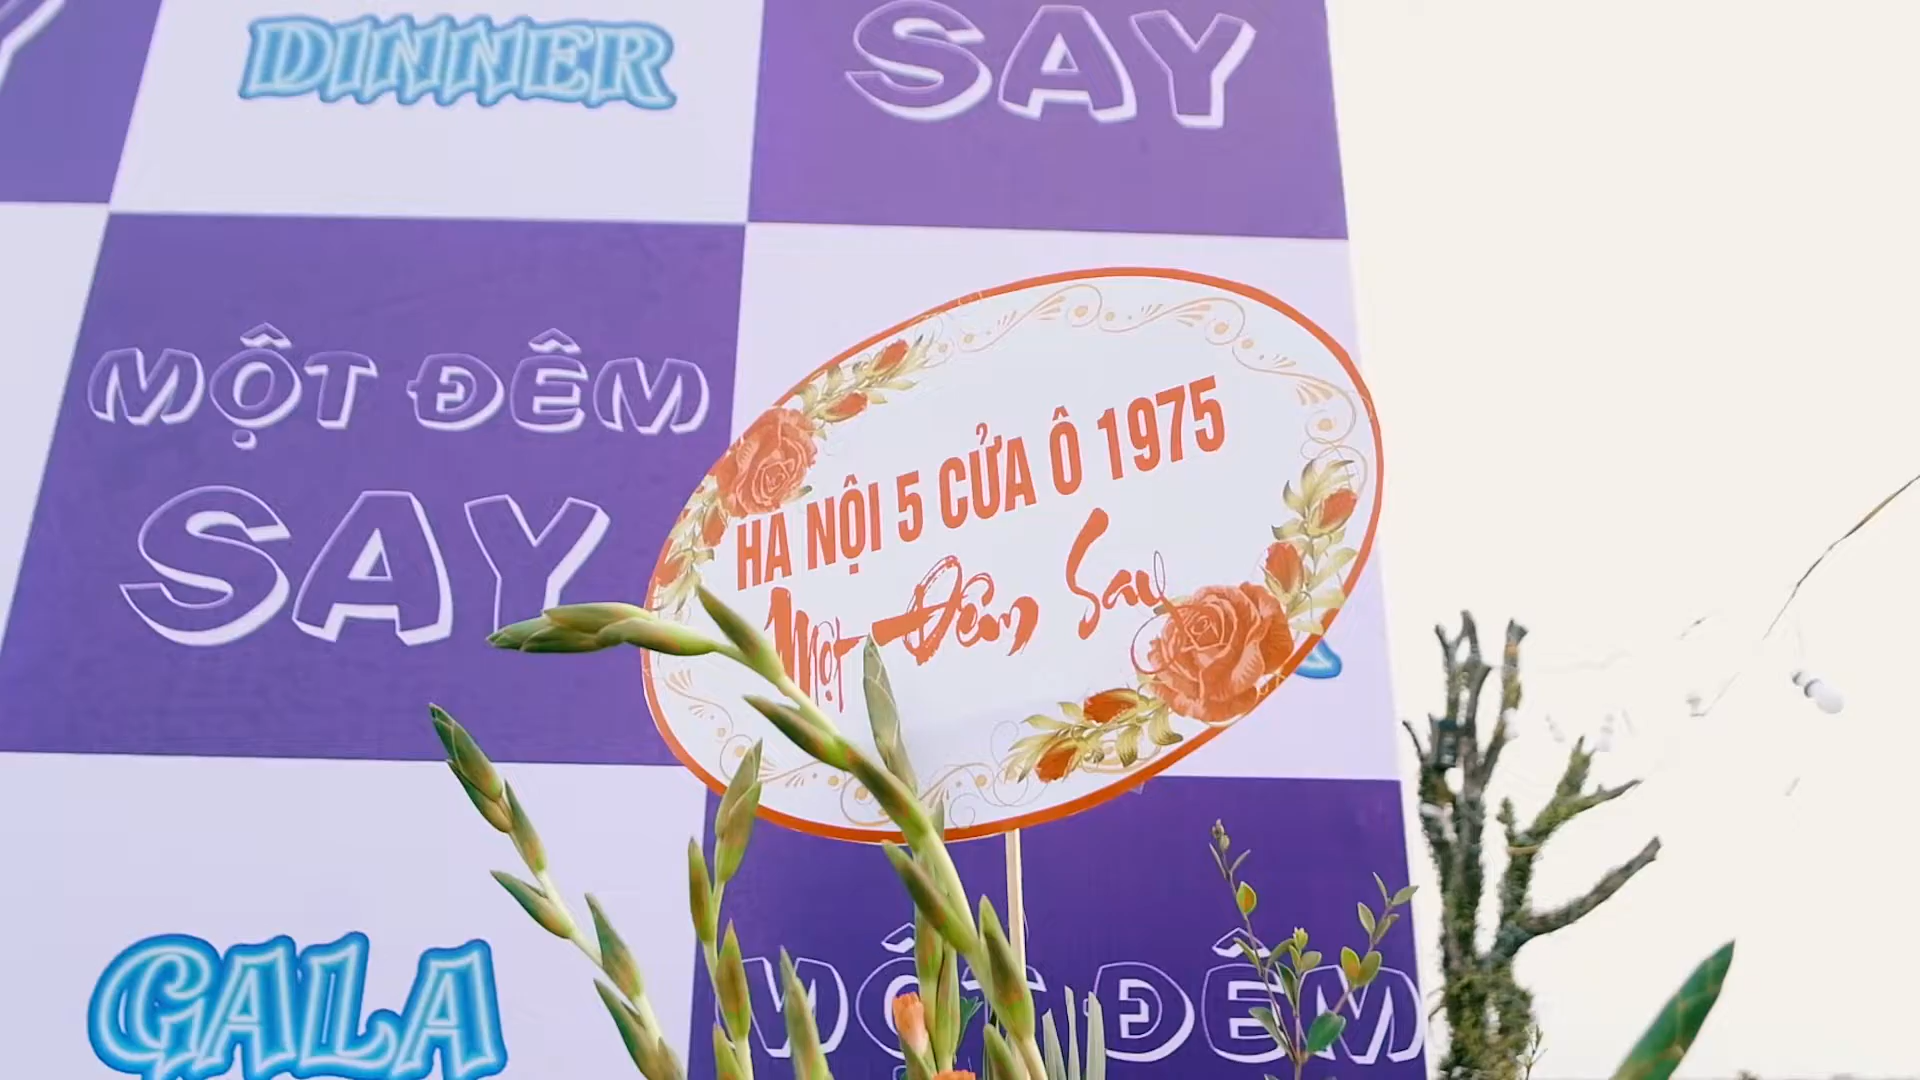 DINNER
SAY
MỘT ĐÊM
SAY
HÀ NỘI 5 CỬA Ô 1975
Một Đêm Say
GALA
MỘT ĐÊM